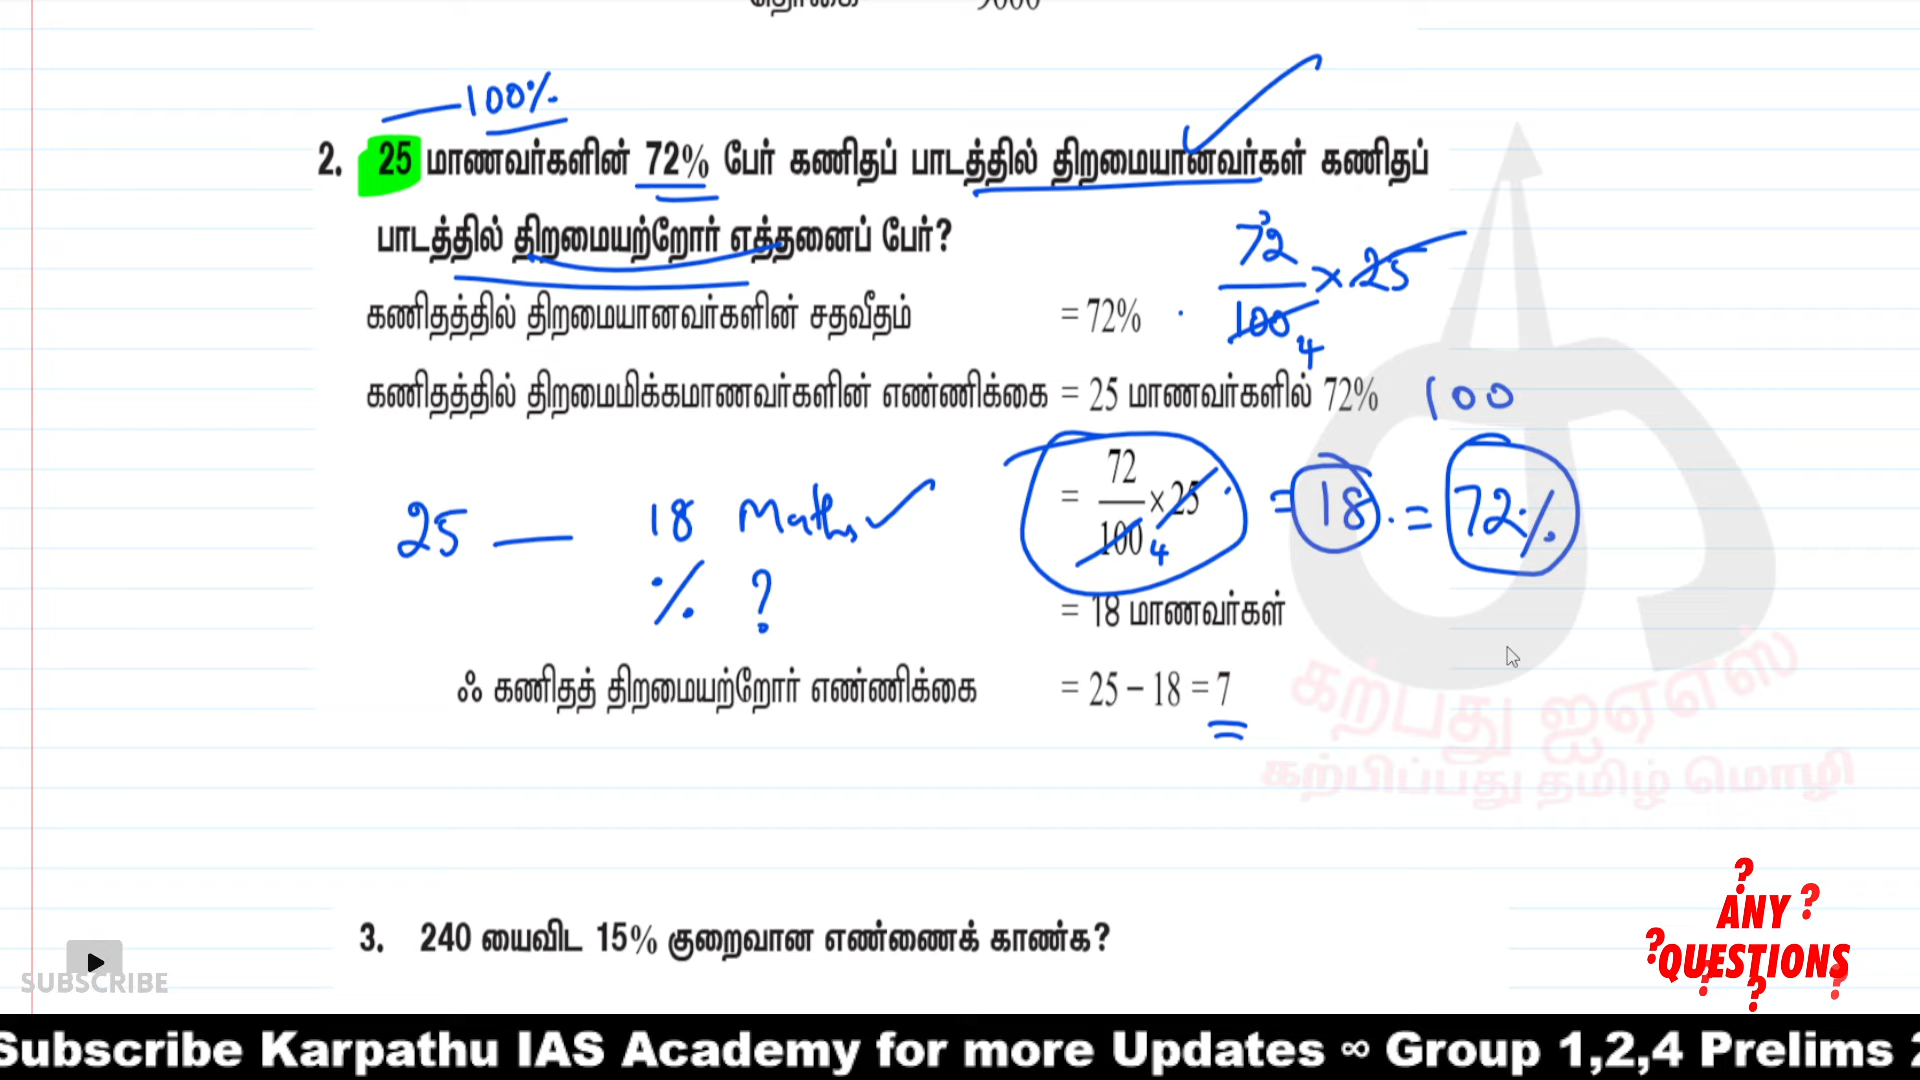 தொகை 9000
100%
2. 25 மாணவர்களின் 72% பேர் கணிதப் பாடத்தில் திறமையானவர்கள் கணிதப்
பாடத்தில் திறமையற்றோர் எத்தனைப் பேர்?
72/100 × 25
4
கணிதத்தில் திறமையானவர்களின் சதவீதம் = 72%
கணிதத்தில் திறமைமிக்கமாணவர்களின் எண்ணிக்கை = 25 மாணவர்களில் 72% 100
= 72/100 × 25 = 18 . = 72%
4
25 — 18 Maths
% ?
= 18 மாணவர்கள்
ஃ கணிதத் திறமையற்றோர் எண்ணிக்கை = 25 – 18 = 7
கற்பது ஐஏஎஸ்
கற்பிப்பது தமிழ் மொழி
3. 240 யைவிட 15% குறைவான எண்ணைக் காண்க?
? ANY ?
? QUESTIONS
? ? ?
SUBSCRIBE
Subscribe Karpathu IAS Academy for more Updates ∞ Group 1,2,4 Prelims 2